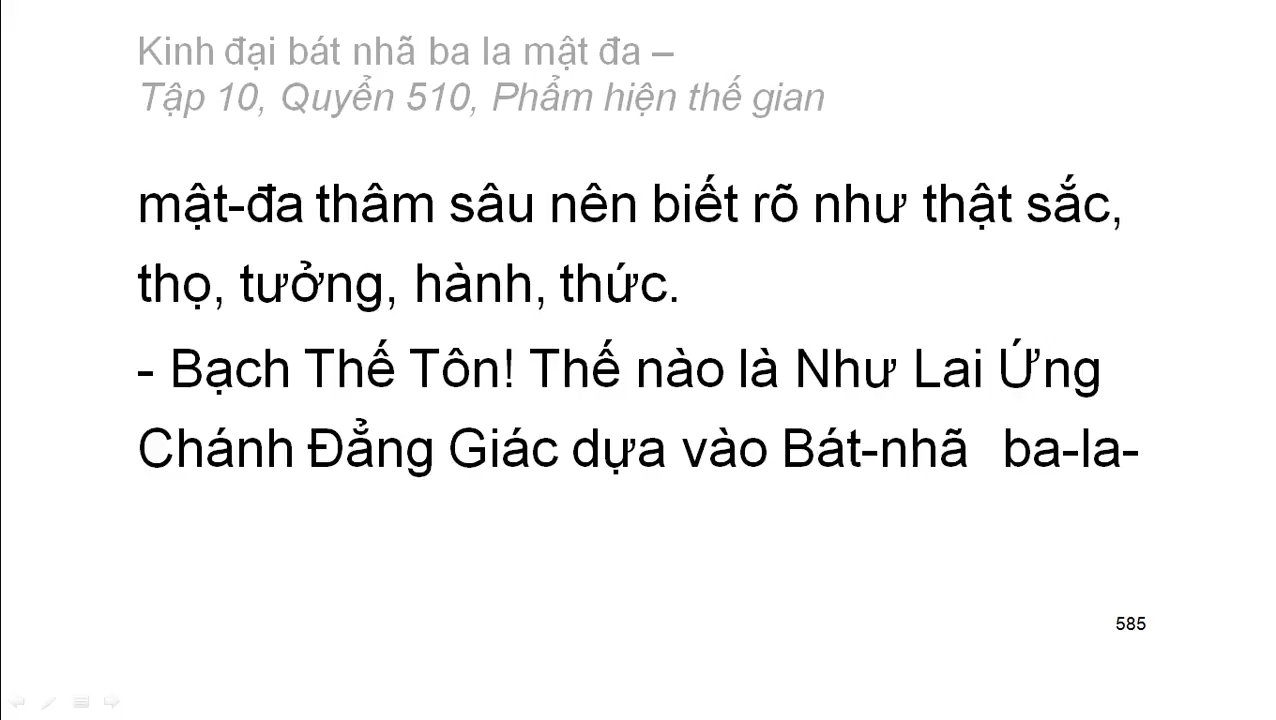 Kinh đại bát nhã ba la mật đa –
Tập 10, Quyển 510, Phẩm hiện thế gian
mật-đa thâm sâu nên biết rõ như thật sắc,
thọ, tưởng, hành, thức.
- Bạch Thế Tôn! Thế nào là Như Lai Ứng
Chánh Đẳng Giác dựa vào Bát-nhã ba-la-
585